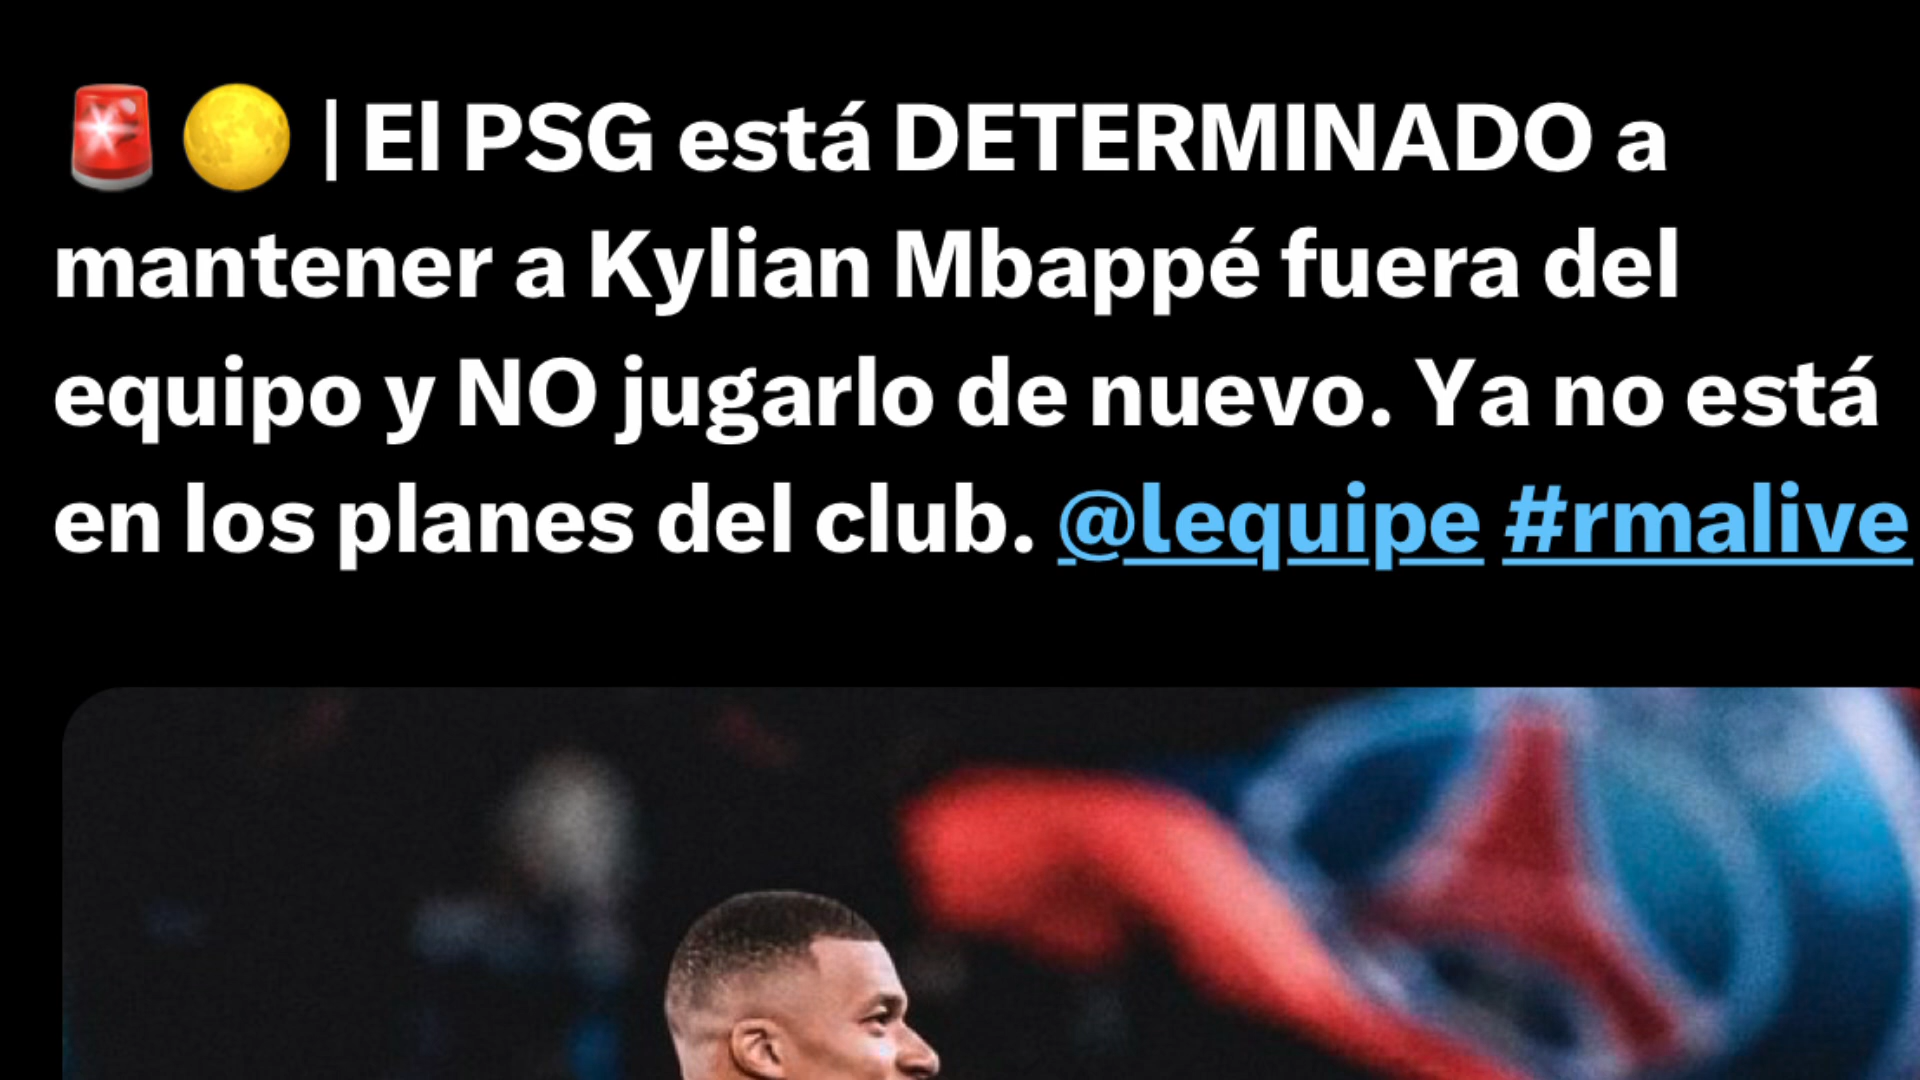 🚨🌕 | El PSG está DETERMINADO a
mantener a Kylian Mbappé fuera del
equipo y NO jugarlo de nuevo. Ya no está
en los planes del club. @lequipe #rmalive